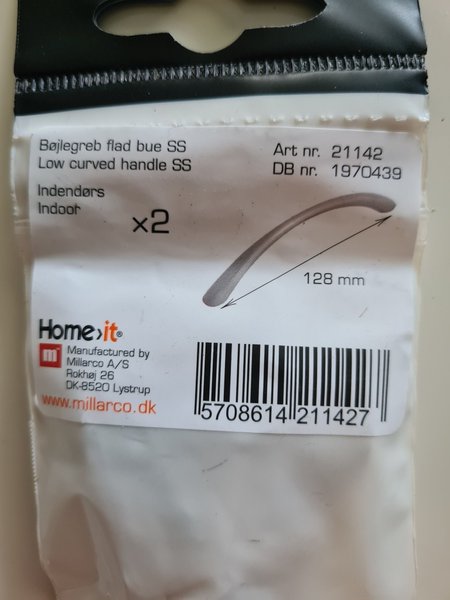 Bøjlegreb flad bue SS
Low curved handle SS
Art nr. 21142
DB nr. 1970439
Indendørs
Indoor
x2
128 mm
Home›it®
m
Manufactured by
Millarco A/S
Rokhøj 26
DK-8520 Lystrup
www.millarco.dk
5708614 211427